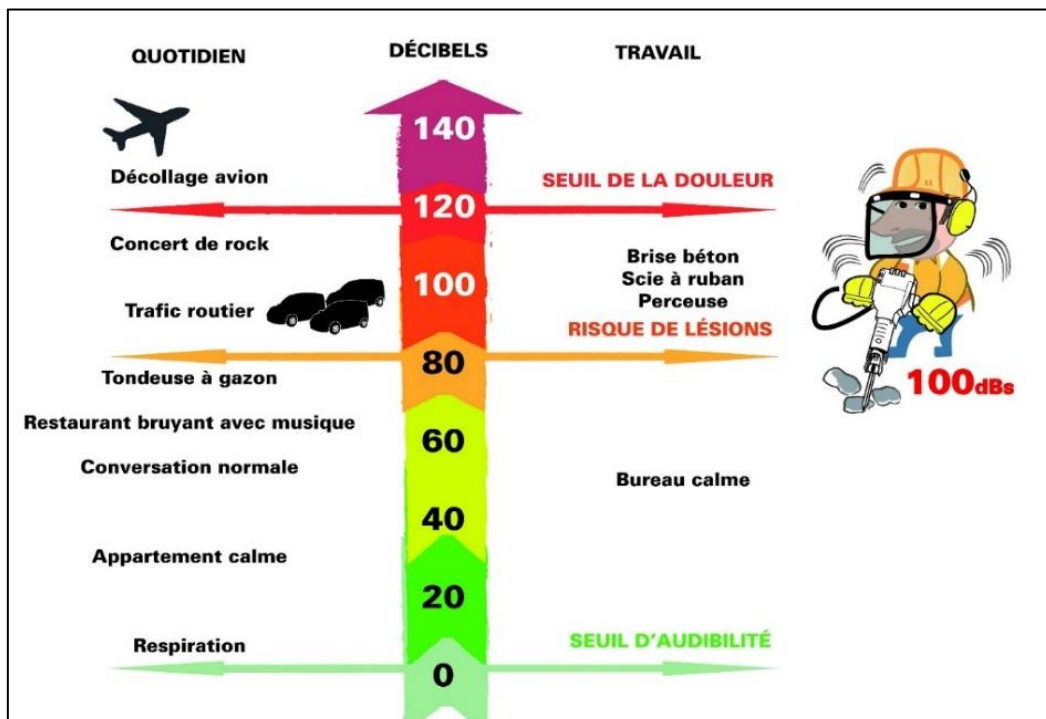 QUOTIDIEN
DÉCIBELS
TRAVAIL
140
Décollage avion
SEUIL DE LA DOULEUR
120
Concert de rock
Brise béton
Scie à ruban
Perceuse
100
Trafic routier
RISQUE DE LÉSIONS
80
Tondeuse à gazon
100dBs
Restaurant bruyant avec musique
60
Conversation normale
Bureau calme
40
Appartement calme
20
Respiration
SEUIL D'AUDIBILITÉ
0